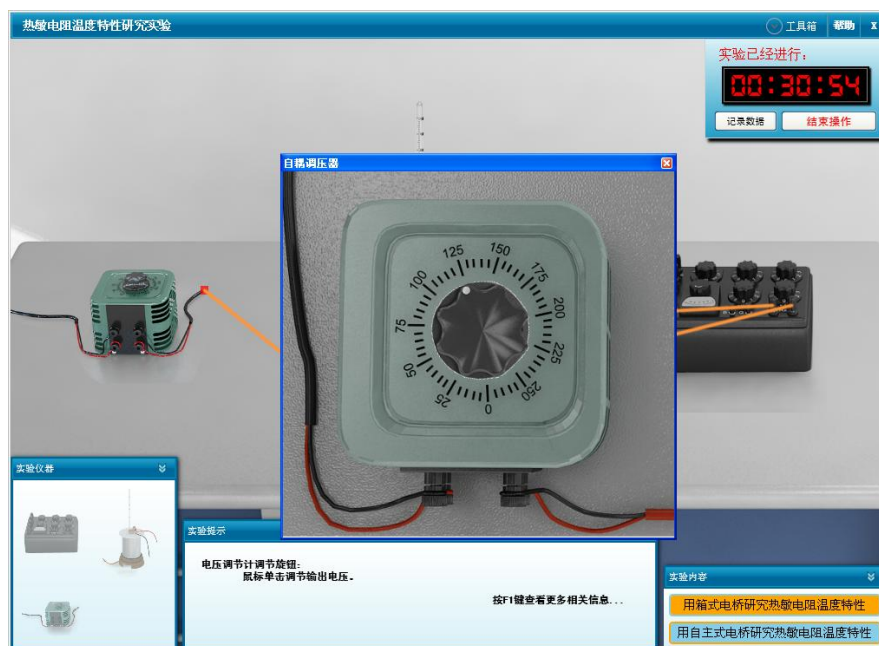 热敏电阻温度特性研究实验
工具箱 帮助 X
实验已经进行：
00:30:54
记录数据 结束操作
自耦调压器
0
25
50
75
100
125
150
175
200
225
250
实验仪器
实验提示
电压调节计调节旋钮：
鼠标单击调节输出电压。
按F1键查看更多相关信息...
实验内容
用箱式电桥研究热敏电阻温度特性
用自主式电桥研究热敏电阻温度特性